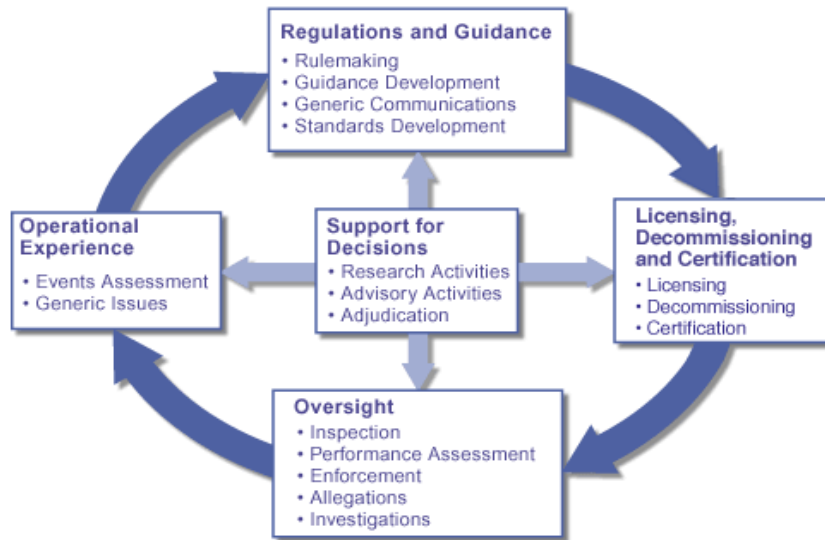 Regulations and Guidance
• Rulemaking
• Guidance Development
• Generic Communications
• Standards Development
Operational
Experience
• Events Assessment
• Generic Issues
Support for
Decisions
• Research Activities
• Advisory Activities
• Adjudication
Licensing,
Decommissioning
and Certification
• Licensing
• Decommissioning
• Certification
Oversight
• Inspection
• Performance Assessment
• Enforcement
• Allegations
• Investigations